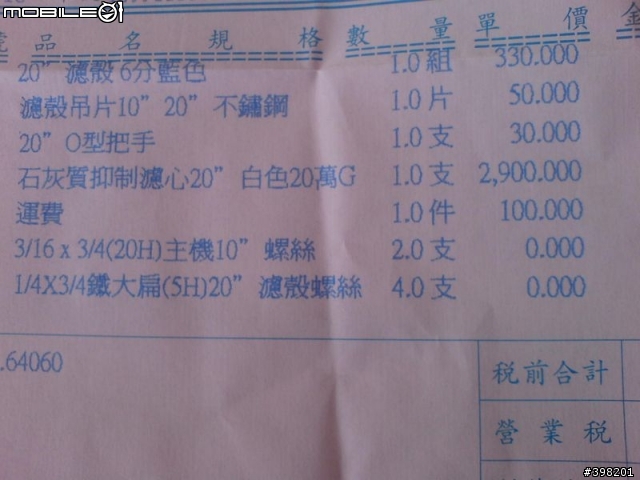 MOBILE01
號品名規格數量單價金
20” 濾殼 6分藍色 1.0 組 330.000
濾殼吊片10” 20” 不鏽鋼 1.0 片 50.000
20” O型把手 1.0 支 30.000
石灰質抑制濾心20” 白色20萬G 1.0 支 2,900.000
運費 1.0 件 100.000
3/16 x 3/4(20H)主機10” 螺絲 2.0 支 0.000
1/4X3/4鐵大扁(5H)20” 濾殼螺絲 4.0 支 0.000
.64060
稅前合計
營業稅
#398201